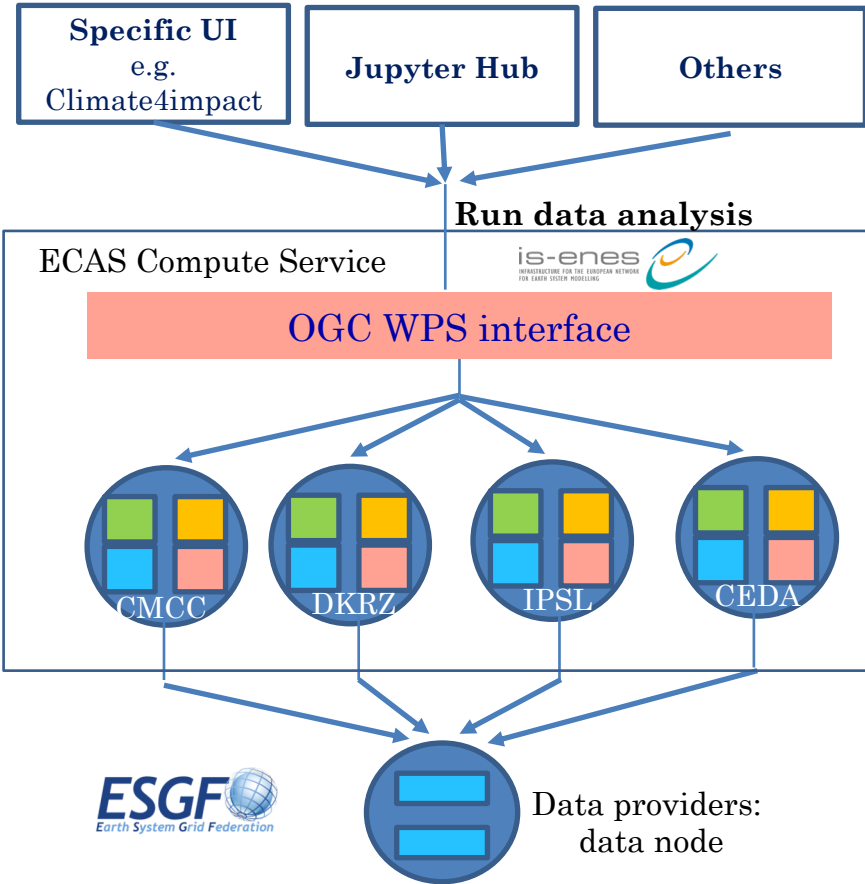 Specific UI
e.g.
Climate4impact
Jupyter Hub
Others
Run data analysis
ECAS Compute Service
is-enes
INFRASTRUCTURE FOR THE EUROPEAN NETWORK
FOR EARTH SYSTEM MODELLING
OGC WPS interface
CMCC
DKRZ
IPSL
CEDA
ESGF
Earth System Grid Federation
Data providers:
data node